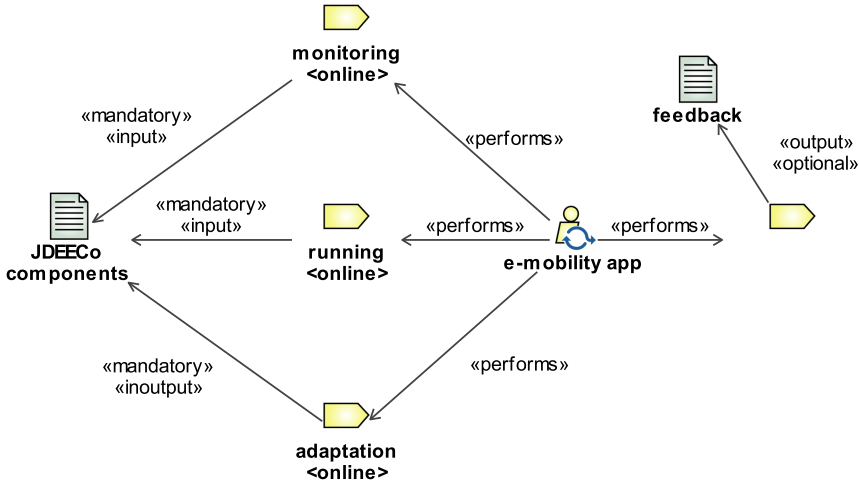 monitoring
<online>
«mandatory»
<input>
«performs»
feedback
«output»
«optional»
JDEECo
components
«mandatory»
<input>
running
<online>
«performs»
e-mobility app
«performs»
«mandatory»
«inoutput»
«performs»
adaptation
<online>